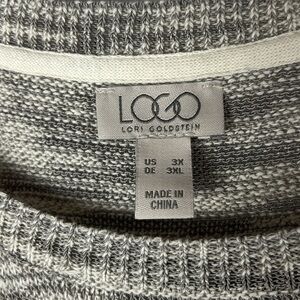 LOGO
LORI GOLDSTEIN
US 3X
DE 3XL
MADE IN
CHINA